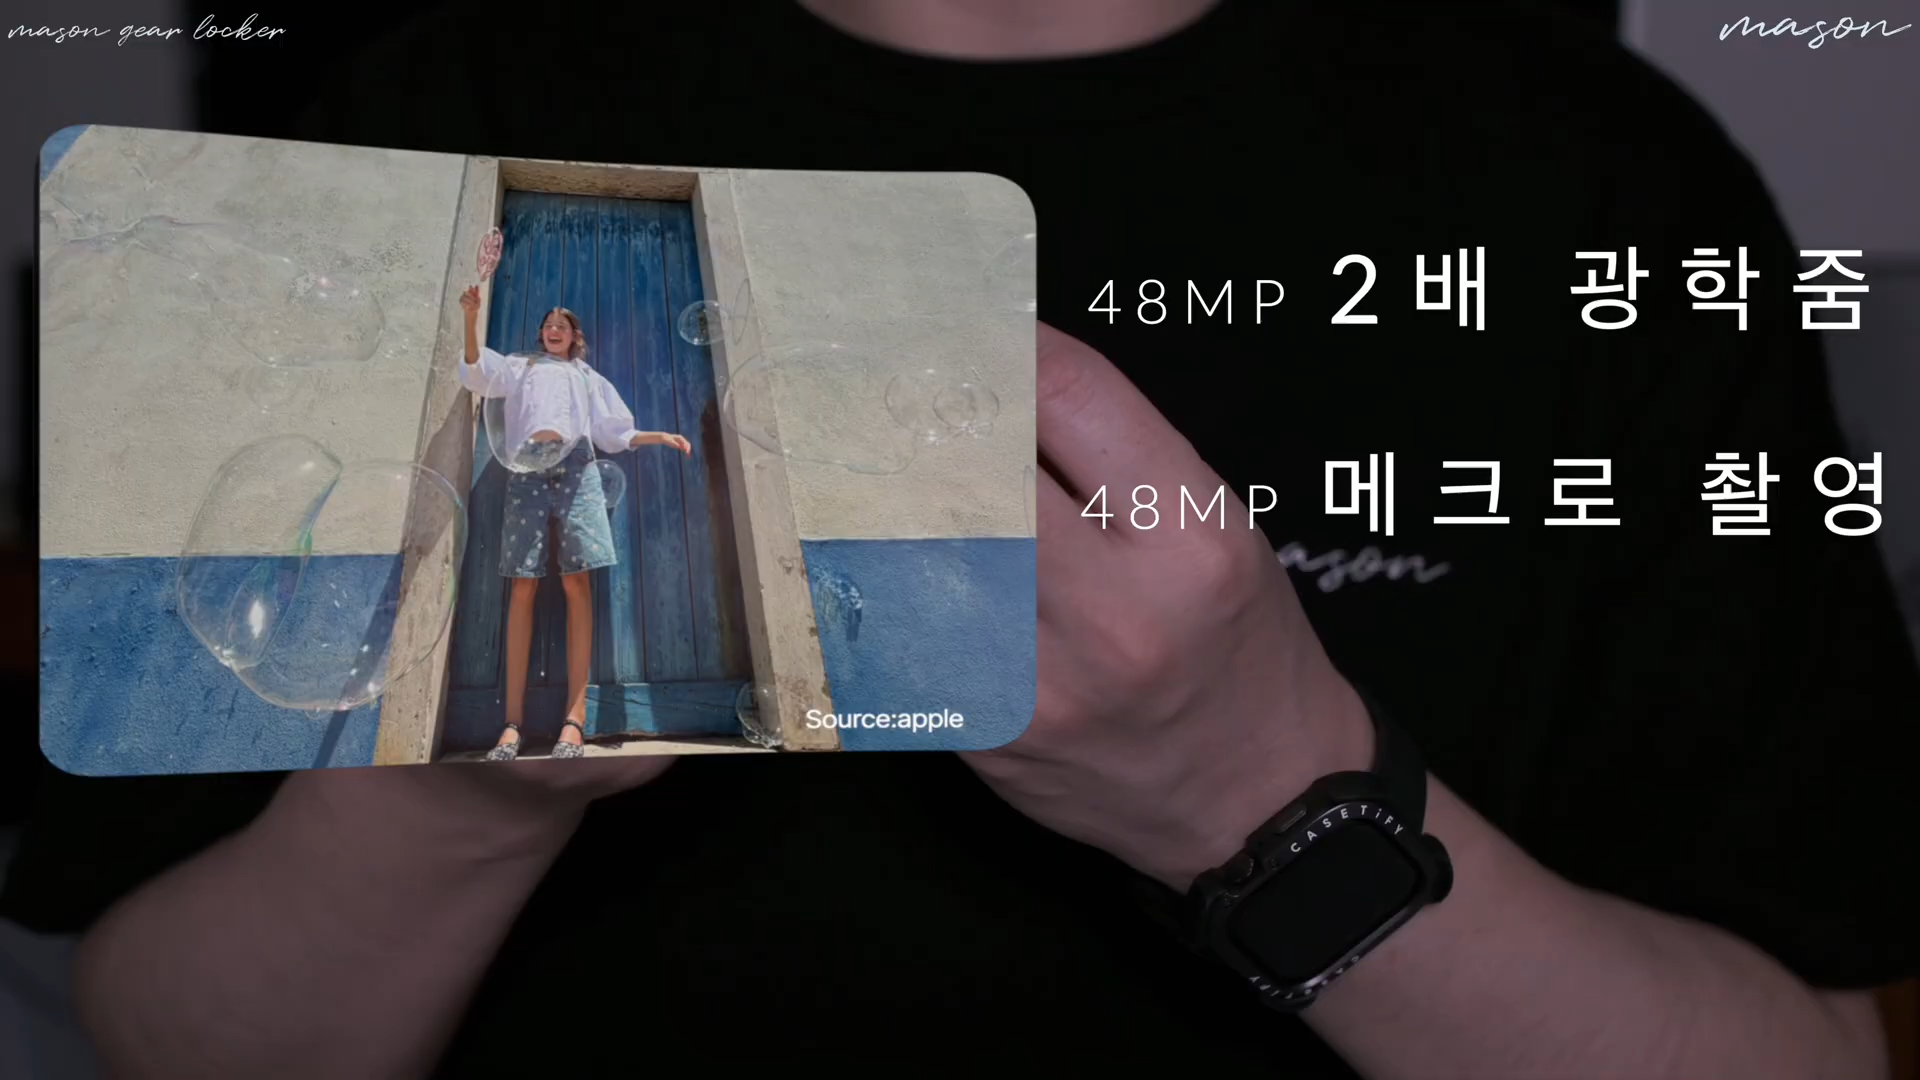 mason gear locker
mason
48MP 2배 광학줌
48MP 메크로 촬영
ason
Source:apple
CASETiFY